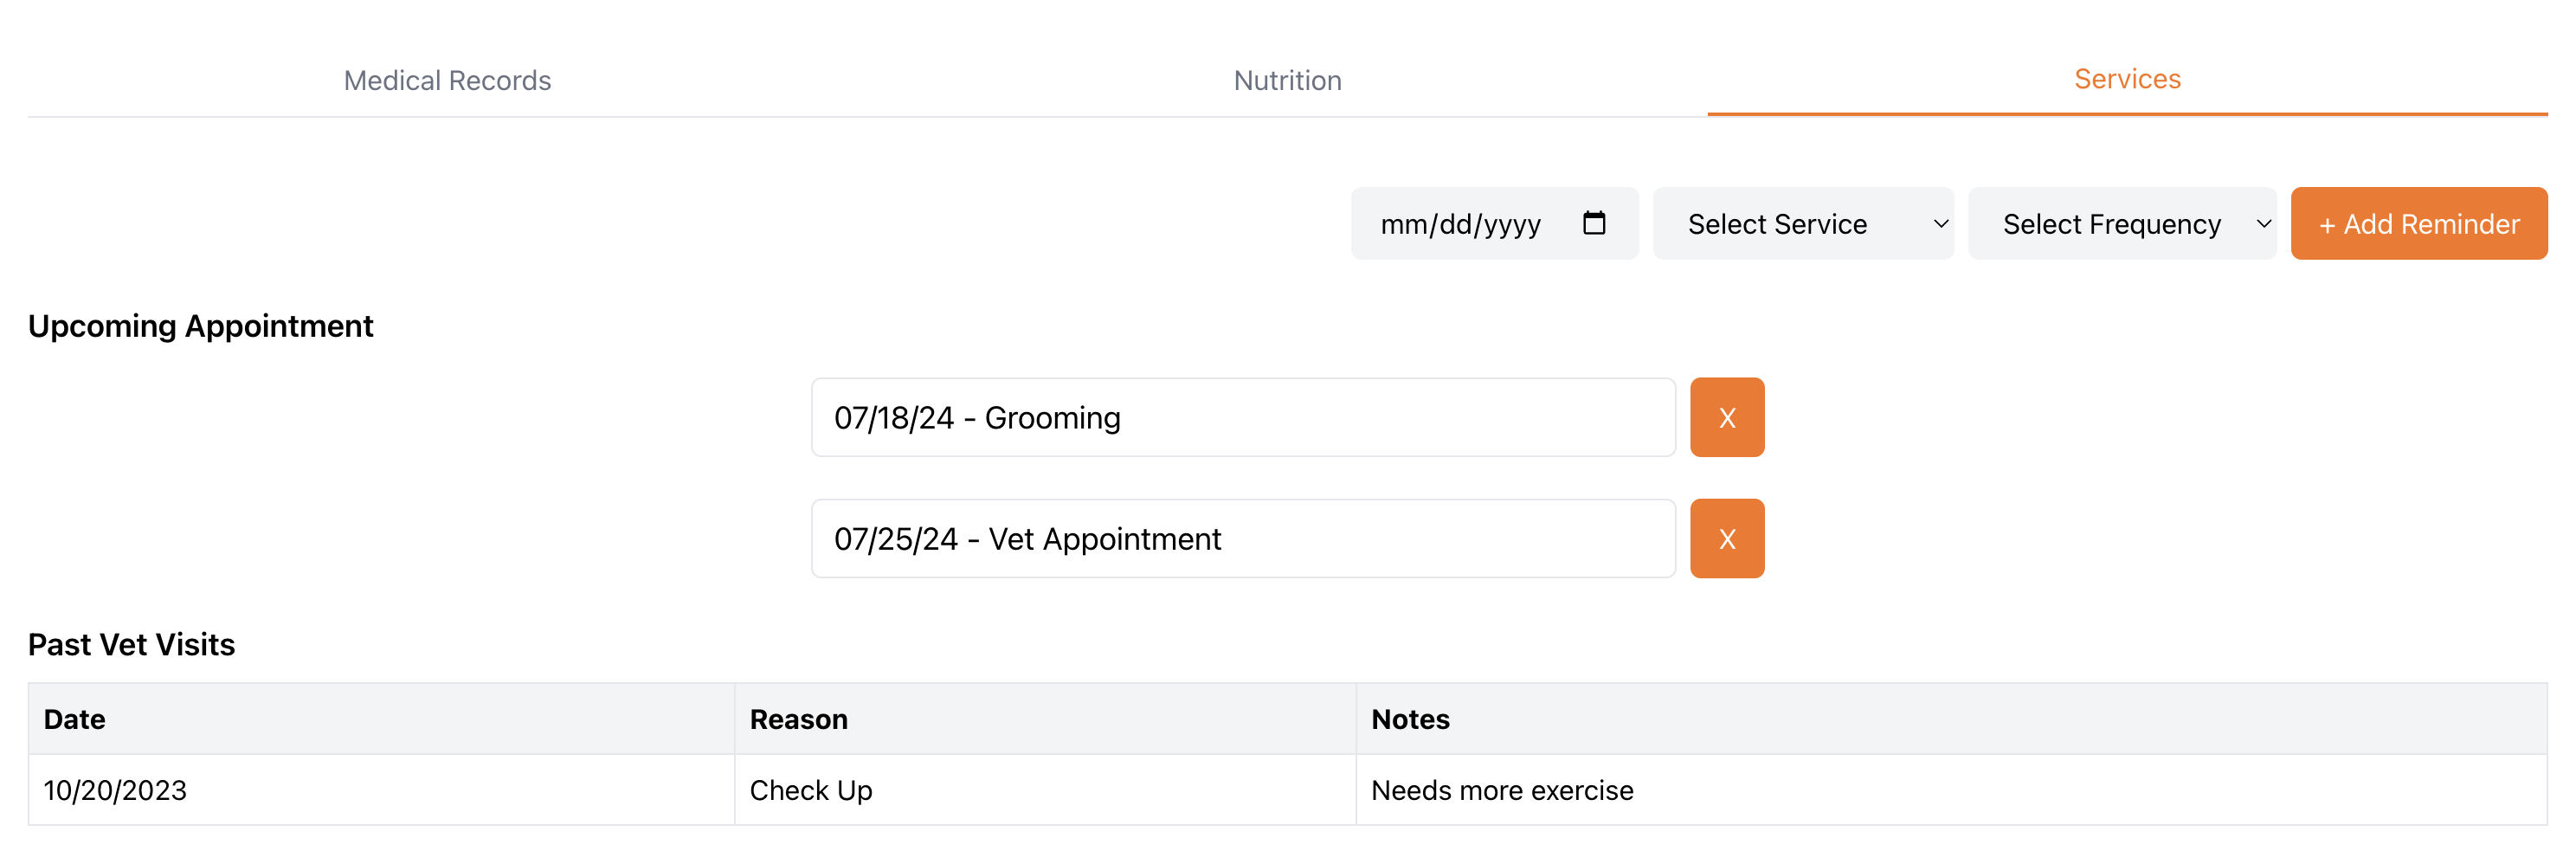 Medical Records Nutrition Services
mm/dd/yyyy Select Service Select Frequency + Add Reminder
Upcoming Appointment
07/18/24 - Grooming X
07/25/24 - Vet Appointment X
Past Vet Visits
Date Reason Notes
10/20/2023 Check Up Needs more exercise